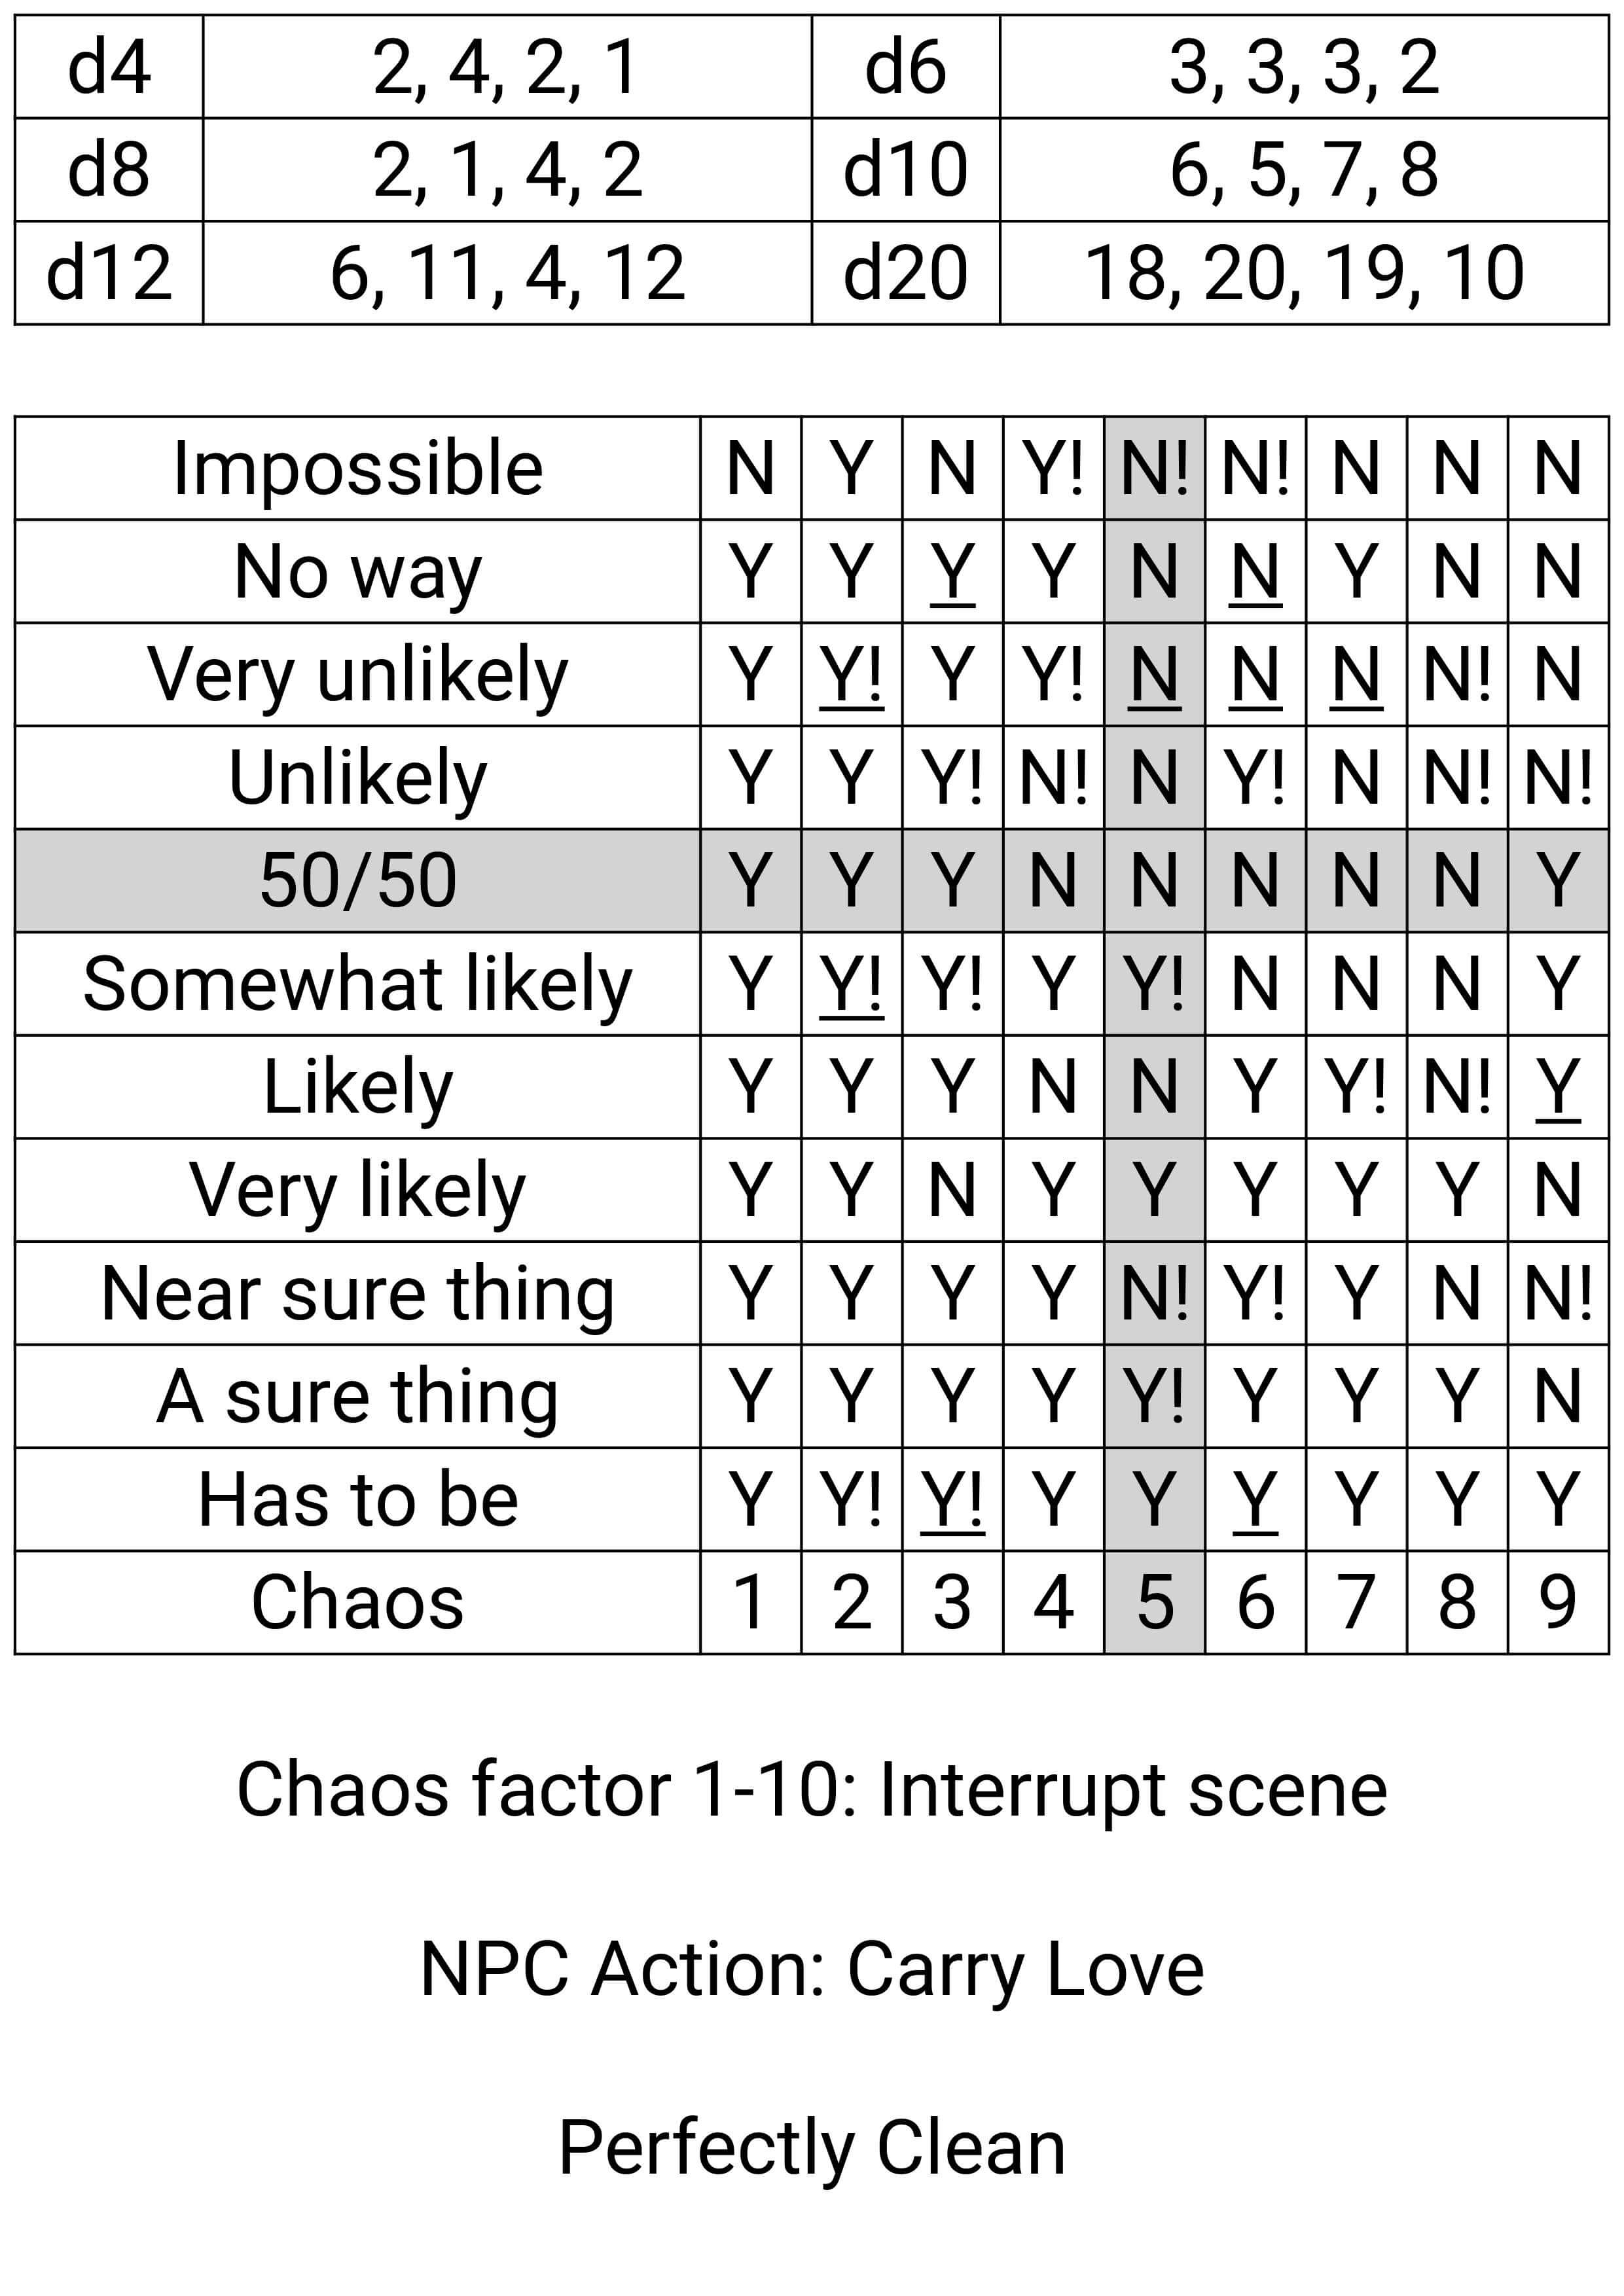 d4 2, 4, 2, 1 d6 3, 3, 3, 2
d8 2, 1, 4, 2 d10 6, 5, 7, 8
d12 6, 11, 4, 12 d20 18, 20, 19, 10
Impossible N Y N Y! N! N! N N N
No way Y Y Y Y N N Y N N
Very unlikely Y Y! Y Y! N N N N! N
Unlikely Y Y Y! N! N Y! N N! N!
50/50 Y Y Y N N N N N Y
Somewhat likely Y Y! Y! Y Y! N N N Y
Likely Y Y Y N N Y Y! N! Y
Very likely Y Y N Y Y Y Y Y N
Near sure thing Y Y Y Y N! Y! Y N N!
A sure thing Y Y Y Y Y! Y Y Y N
Has to be Y Y! Y! Y Y Y Y Y Y
Chaos 1 2 3 4 5 6 7 8 9
Chaos factor 1-10: Interrupt scene
NPC Action: Carry Love
Perfectly Clean